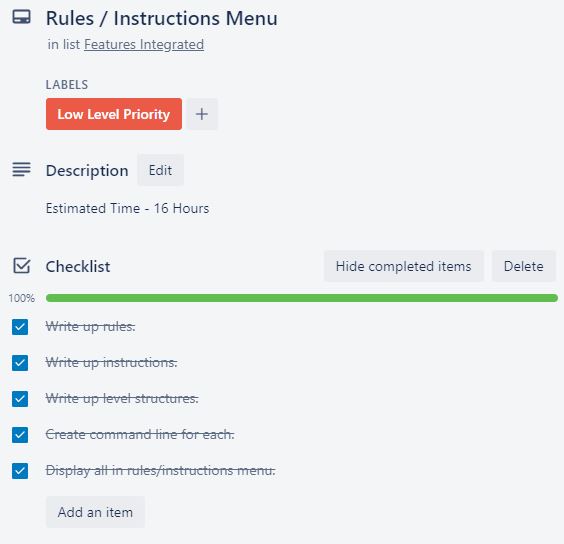 Rules / Instructions Menu
in list Features Integrated
LABELS
Low Level Priority +
Description Edit
Estimated Time - 16 Hours
Checklist Hide completed items Delete
100%
Write up rules.
Write up instructions.
Write up level structures.
Create command line for each.
Display all in rules/instructions menu.
Add an item